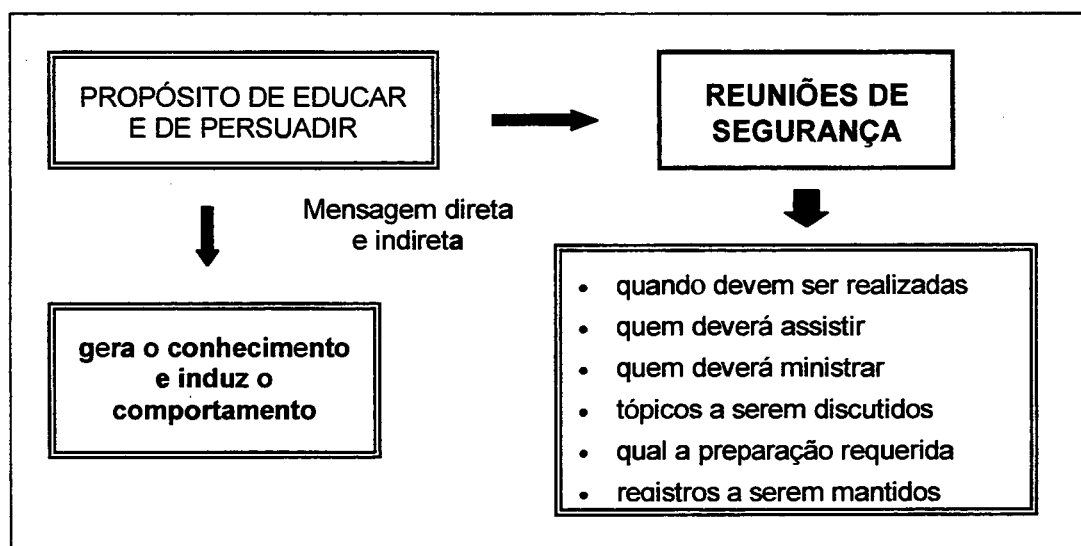 PROPÓSITO DE EDUCAR
E DE PERSUADIR
REUNIÕES DE
SEGURANÇA
Mensagem direta
e indireta
gera o conhecimento
e induz o
comportamento
• quando devem ser realizadas
• quem deverá assistir
• quem deverá ministrar
• tópicos a serem discutidos
• qual a preparação requerida
• registros a serem mantidos